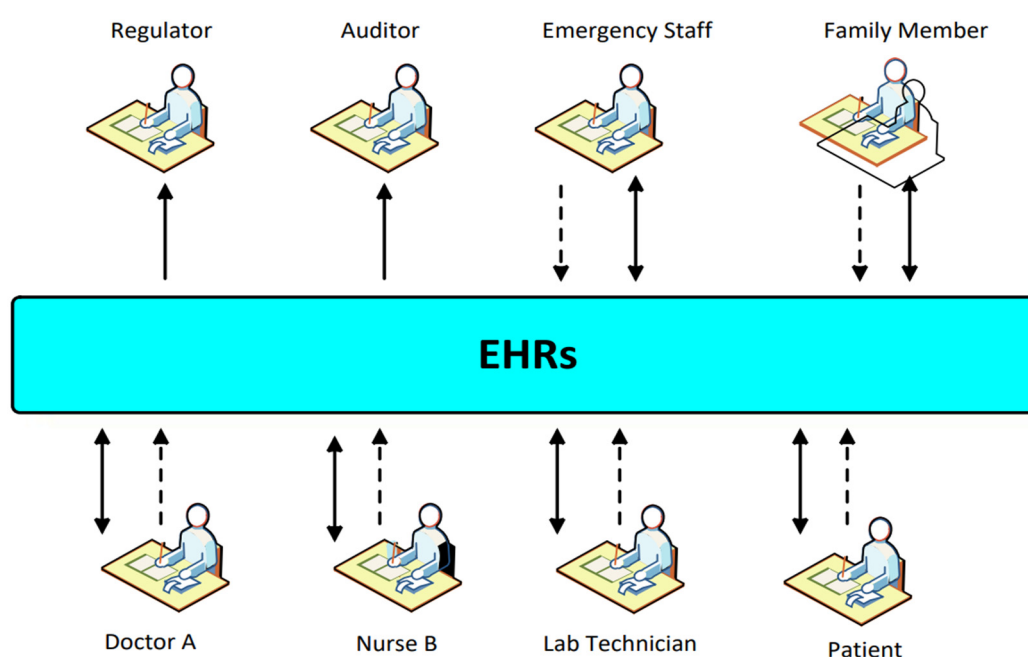 Regulator
Auditor
Emergency Staff
Family Member
EHRs
Doctor A
Nurse B
Lab Technician
Patient